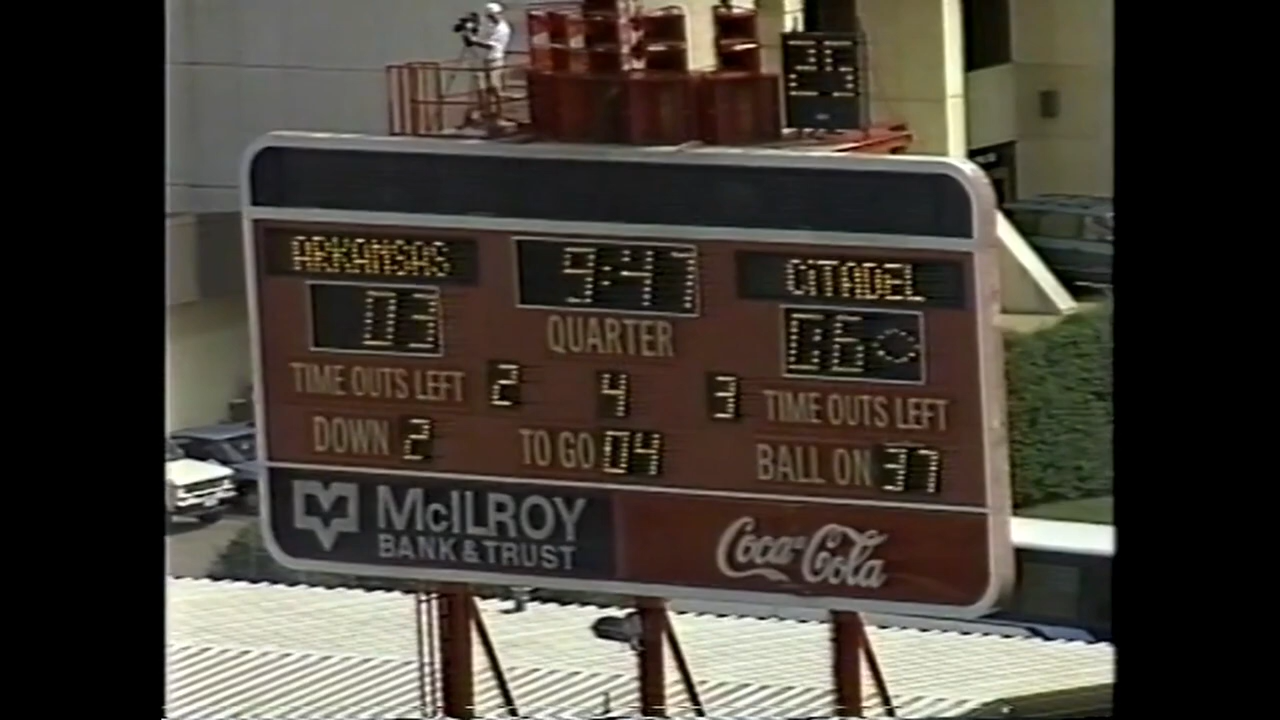 25
ARKANSAS 9:47 CITADEL
03 QUARTER 06
TIME OUTS LEFT 2 4 3 TIME OUTS LEFT
DOWN 2 TO GO 04 BALL ON 37
McILROY
BANK & TRUST
Coca-Cola